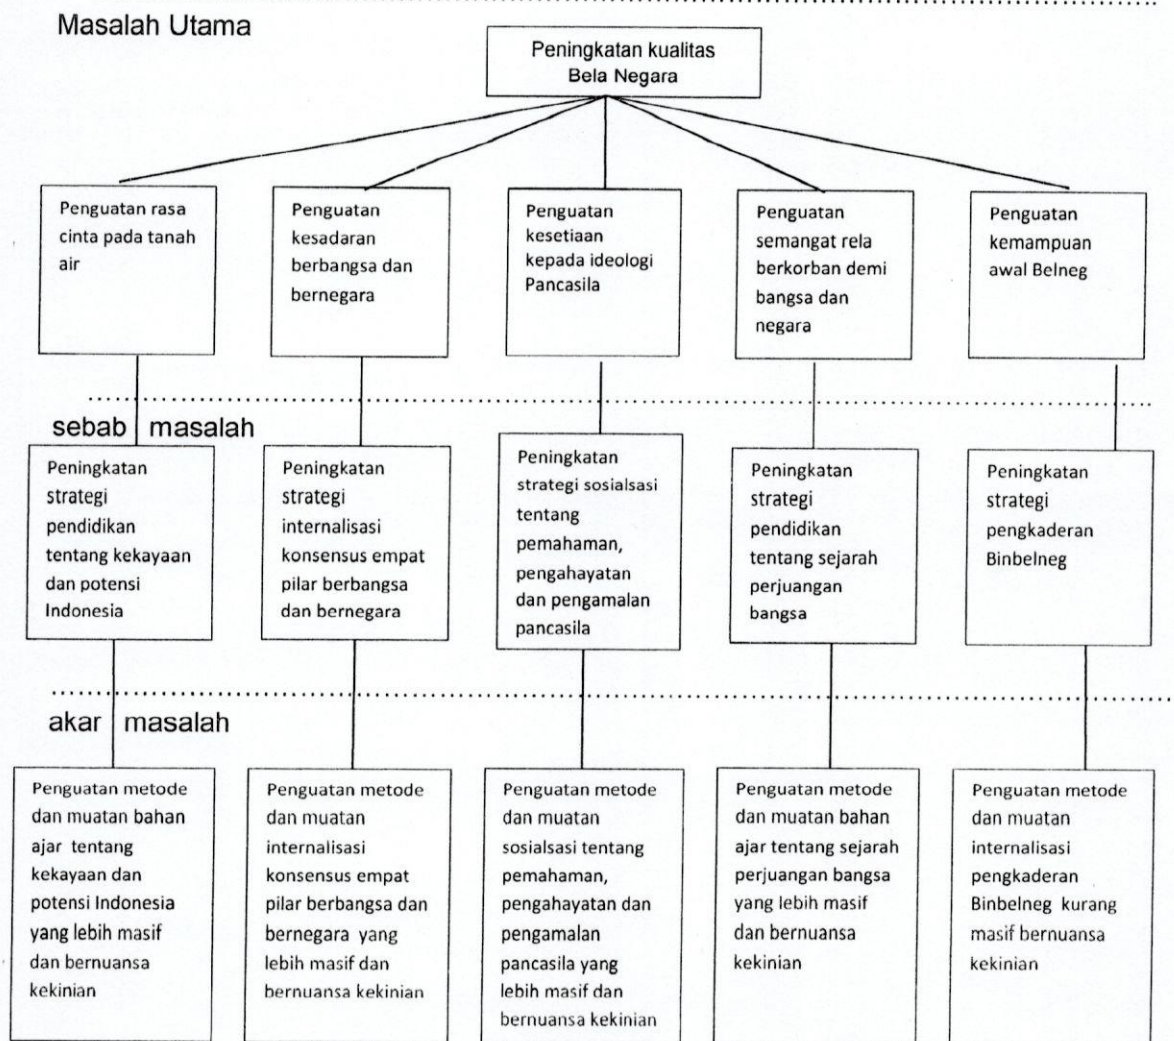 Masalah Utama
Peningkatan kualitas
Bela Negara
Penguatan rasa
cinta pada tanah
air
Penguatan
kesadaran
berbangsa dan
bernegara
Penguatan
kesetiaan
kepada ideologi
Pancasila
Penguatan
semangat rela
berkorban demi
bangsa dan
negara
Penguatan
kemampuan
awal Belneg
sebab masalah
Peningkatan
strategi
pendidikan
tentang kekayaan
dan potensi
Indonesia
Peningkatan
strategi
internalisasi
konsensus empat
pilar berbangsa
dan bernegara
Peningkatan
strategi sosialsasi
tentang
pemahaman,
pengahayatan
dan pengamalan
pancasila
Peningkatan
strategi
pendidikan
tentang sejarah
perjuangan
bangsa
Peningkatan
strategi
pengkaderan
Binbelneg
akar masalah
Penguatan metode
dan muatan bahan
ajar tentang
kekayaan dan
potensi Indonesia
yang lebih masif
dan bernuansa
kekinian
Penguatan metode
dan muatan
internalisasi
konsensus empat
pilar berbangsa dan
bernegara yang
lebih masif dan
bernuansa kekinian
Penguatan metode
dan muatan
sosialsasi tentang
pemahaman,
pengahayatan dan
pengamalan
pancasila yang
lebih masif dan
bernuansa kekinian
Penguatan metode
dan muatan bahan
ajar tentang sejarah
perjuangan bangsa
yang lebih masif
dan bernuansa
kekinian
Penguatan metode
dan muatan
internalisasi
pengkaderan
Binbelneg kurang
masif bernuansa
kekinian